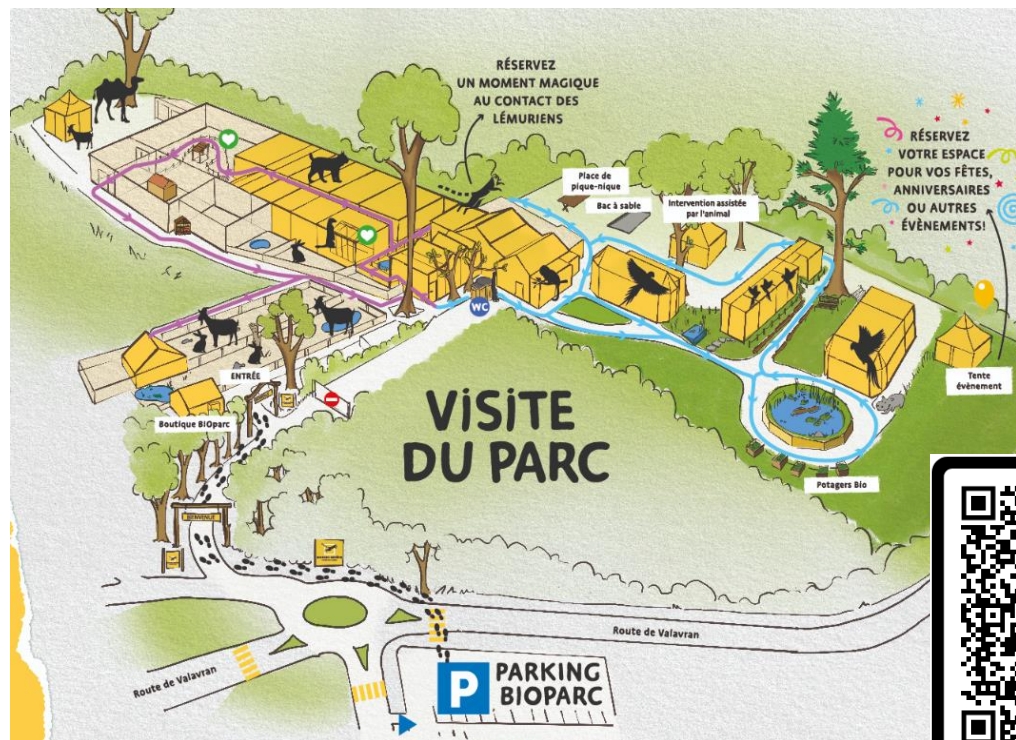 RÉSERVEZ
UN MOMENT MAGIQUE
AU CONTACT DES
LÉMURIENS
RÉSERVEZ
VOTRE ESPACE
POUR VOS FÊTES,
ANNIVERSAIRES
OU AUTRES
ÉVÈNEMENTS!
Place de
pique-nique
Bac à sable
Intervention assistée
par l'animal
WC
Tente
évènement
ENTRÉE
Boutique BIOparc
VISITE
DU PARC
Potagers Bio
Route de Valavran
Route de Valavran
P
PARKING
BIOPARC